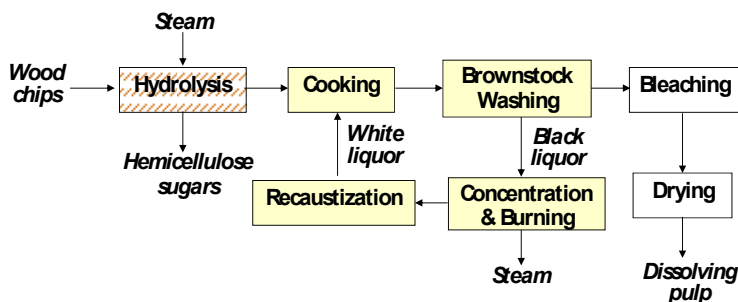 Steam
Wood
chips
Hydrolysis
Cooking
Brownstock
Washing
Bleaching
Hemicellulose
sugars
White
liquor
Black
liquor
Recaustization
Concentration
& Burning
Drying
Steam
Dissolving
pulp